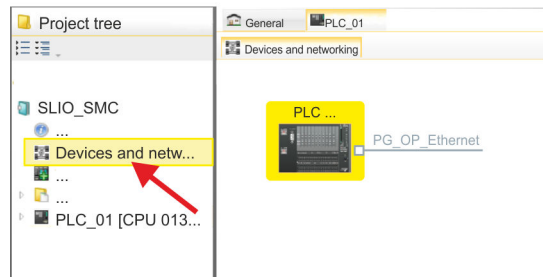 Project tree
SLIO_SMC
...
Devices and netw...
...
...
PLC_01 [CPU 013...
General
PLC_01
Devices and networking
PLC ...
PG_OP_Ethernet